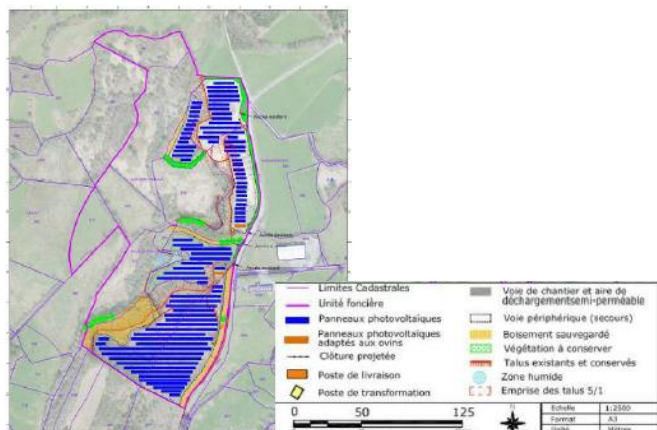 Limites Cadastrales
Unité foncière
Panneaux photovoltaïques
Panneaux photovoltaïques
adaptés aux ovins
Clôture projetée
Poste de livraison
Poste de transformation
Voie de chantier et aire de
déchargementsemi-perméable
Voie périphérique (secours)
Boisement sauvegardé
Végétation à conserver
Talus existants et conservés
Zone humide
Emprise des talus 5/1
0 50 125
N
Echelle 1:2500
Format A3